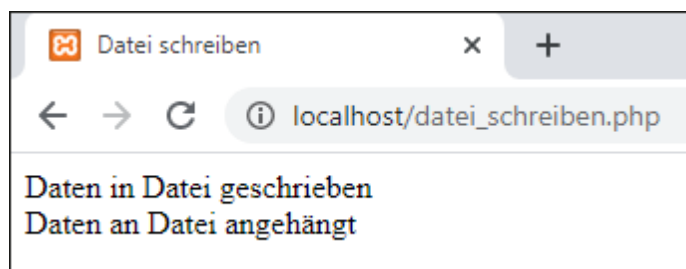 Datei schreiben
localhost/datei_schreiben.php
Daten in Datei geschrieben
Daten an Datei angehängt